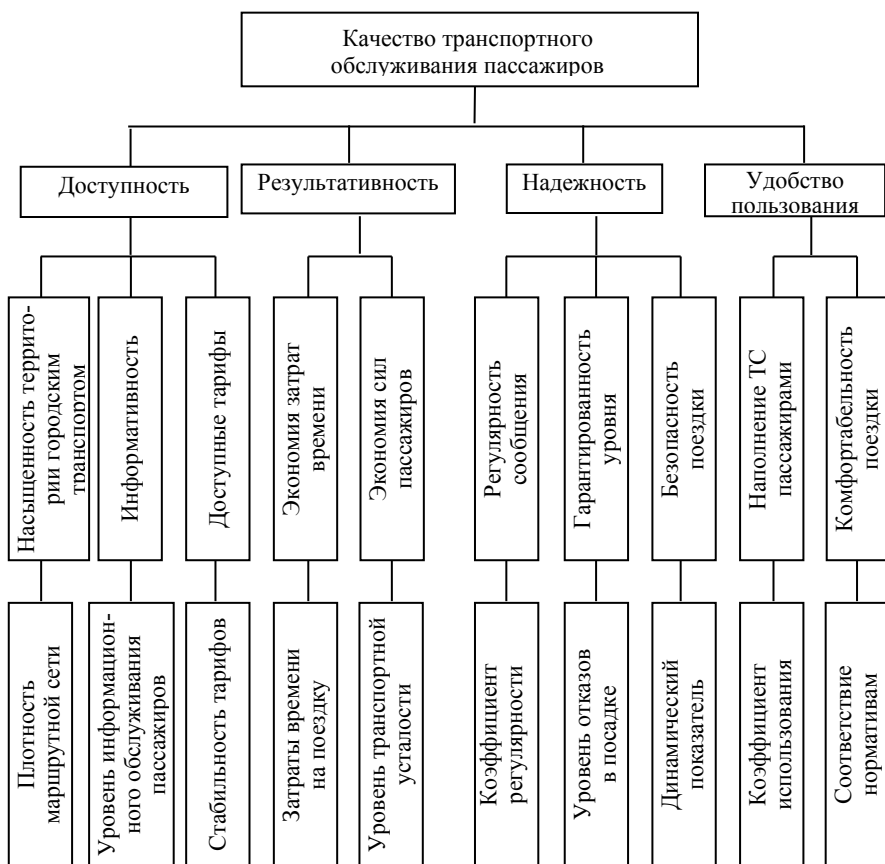 Качество транспортного
обслуживания пассажиров
Доступность
Результативность
Надежность
Удобство
пользования
Насыщенность террито-
рии городским
транспортом
Информативность
Доступные тарифы
Экономия затрат
времени
Экономия сил
пассажиров
Регулярность
сообщения
Гарантированность
уровня
Безопасность
поездки
Наполнение ТС
пассажирами
Комфортабельность
поездки
Плотность
маршрутной сети
Уровень информацион-
ного обслуживания
пассажиров
Стабильность тарифов
Затраты времени
на поездку
Уровень транспортной
усталости
Коэффициент
регулярности
Уровень отказов
в посадке
Динамический
показатель
Коэффициент
использования
Соответствие
нормативам